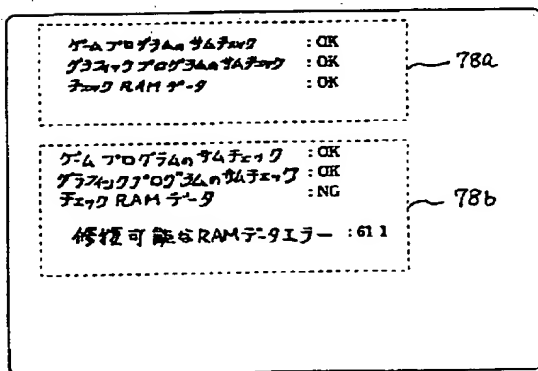 ゲームプログラムのサムチェック :OK
グラフィックプログラムのサムチェック :OK
チェックRAMデータ :OK
78a
ゲームプログラムのサムチェック :OK
グラフィックプログラムのサムチェック :OK
チェックRAMデータ :NG
修復可能なRAMデータエラー :611
78b